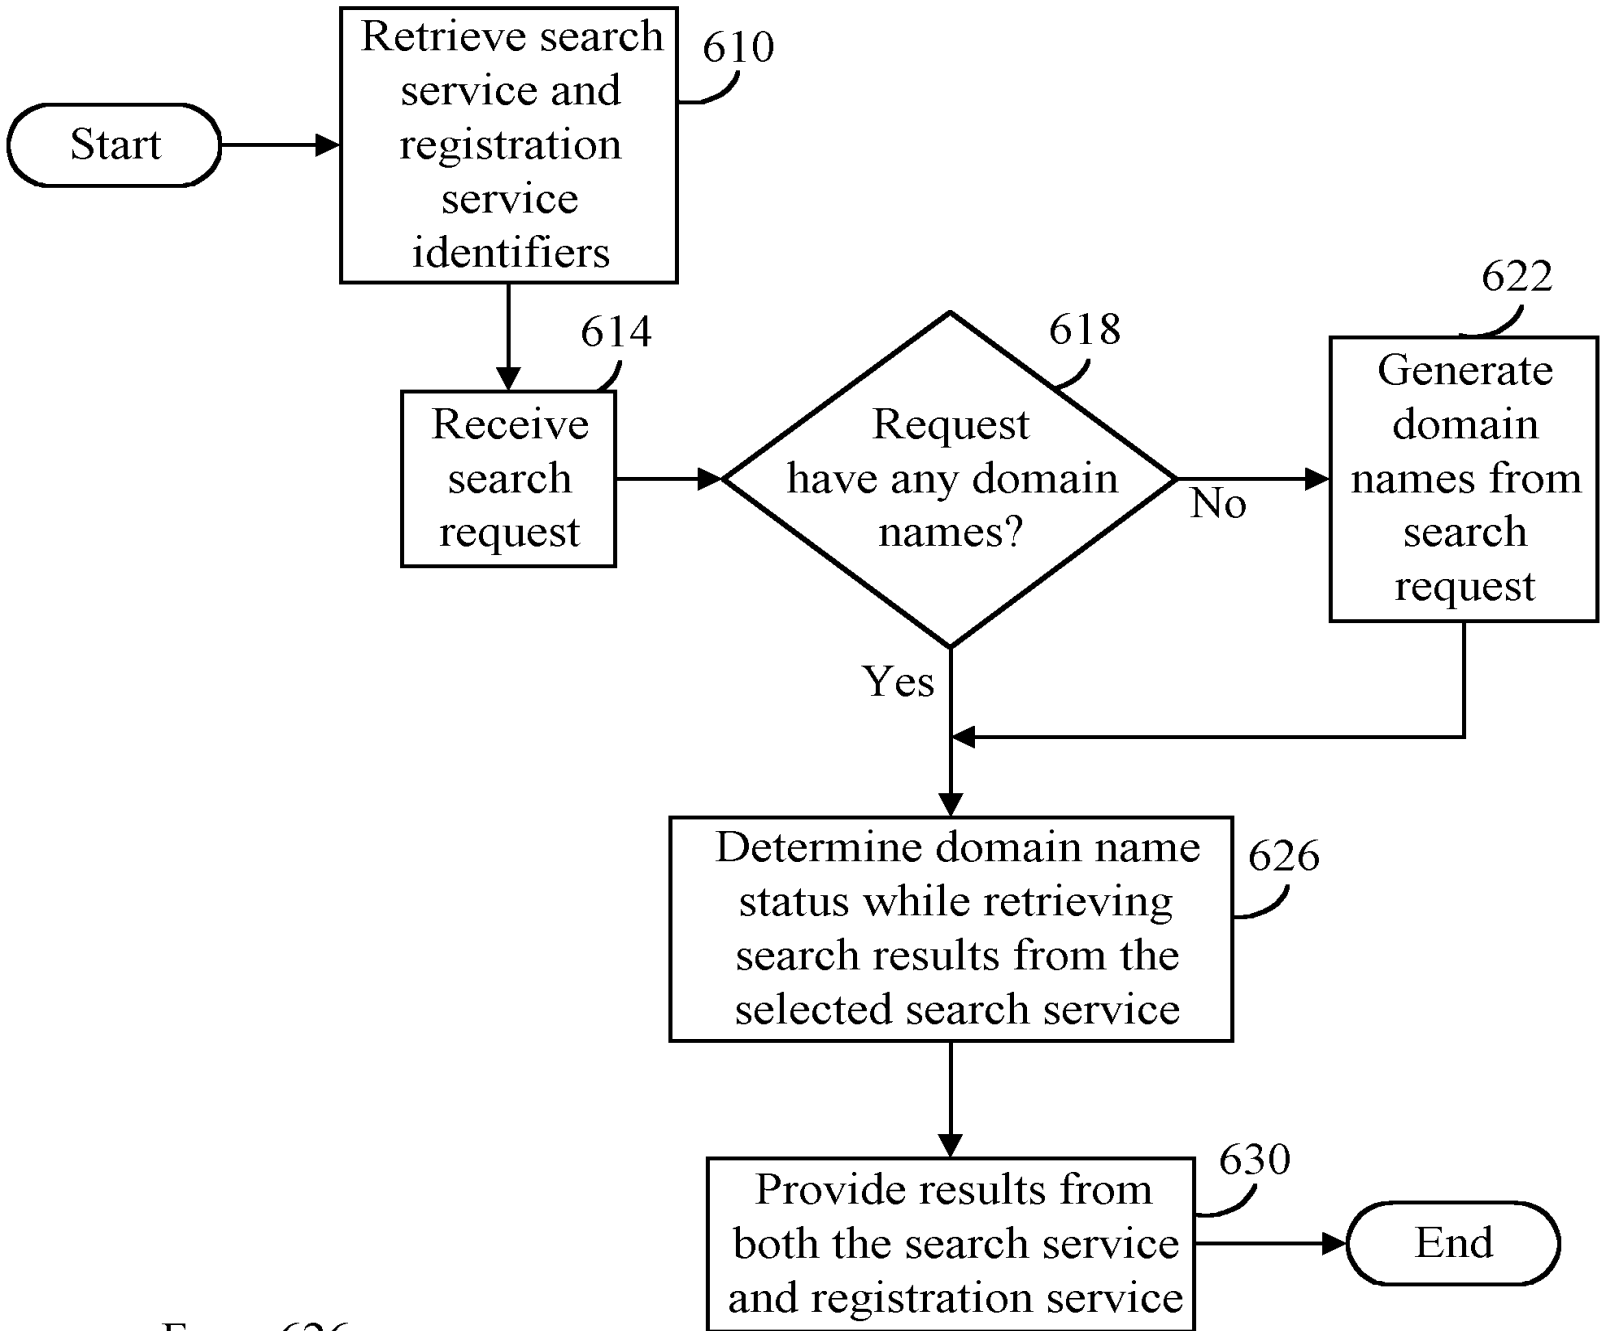 Start
Retrieve search
service and
registration
service
identifiers
610
614
Receive
search
request
618
Request
have any domain
names?
No
Yes
622
Generate
domain
names from
search
request
626
Determine domain name
status while retrieving
search results from the
selected search service
630
Provide results from
both the search service
and registration service
End
626